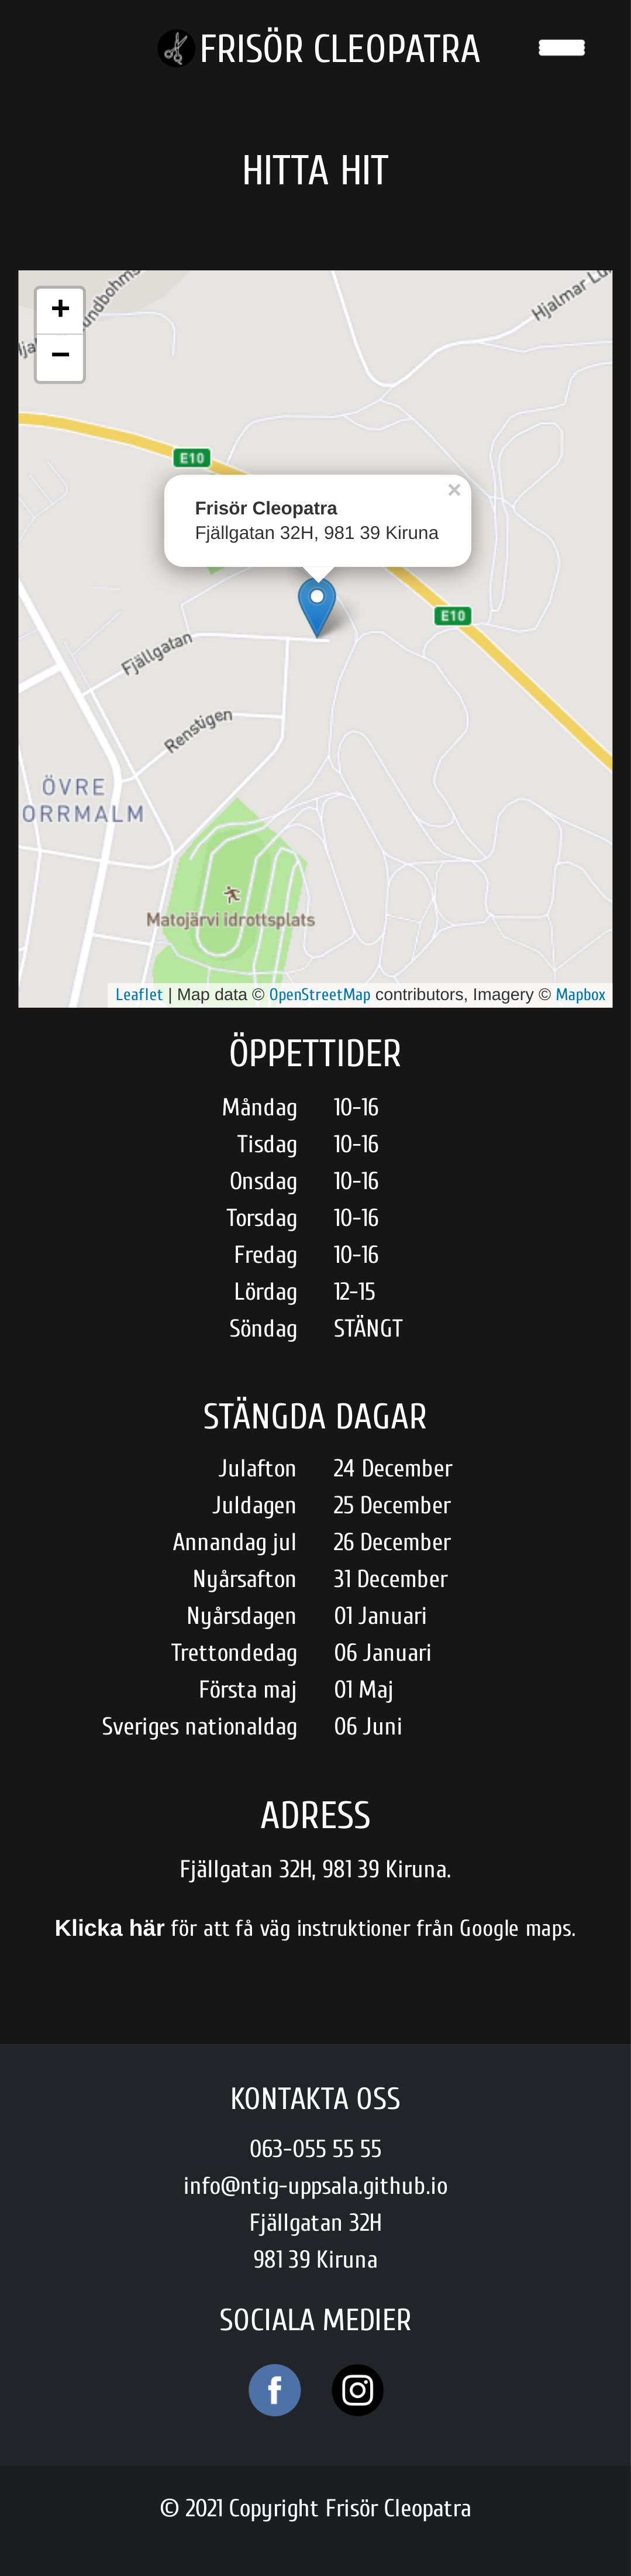 FRISÖR CLEOPATRA
HITTA HIT
+
−
Hjalmar Lu
E10
×
Frisör Cleopatra
Fjällgatan 32H, 981 39 Kiruna
E10
Fjällgatan
Renstigen
ÖVRE
ORRMALM
Matojärvi idrottsplats
Leaflet | Map data © OpenStreetMap contributors, Imagery © Mapbox
ÖPPETTIDER
Måndag 10-16
Tisdag 10-16
Onsdag 10-16
Torsdag 10-16
Fredag 10-16
Lördag 12-15
Söndag STÄNGT
STÄNGDA DAGAR
Julafton 24 December
Juldagen 25 December
Annandag jul 26 December
Nyårsafton 31 December
Nyårsdagen 01 Januari
Trettondedag 06 Januari
Första maj 01 Maj
Sveriges nationaldag 06 Juni
ADRESS
Fjällgatan 32H, 981 39 Kiruna.
Klicka här för att få väg instruktioner från Google maps.
KONTAKTA OSS
063-055 55 55
info@ntig-uppsala.github.io
Fjällgatan 32H
981 39 Kiruna
SOCIALA MEDIER
© 2021 Copyright Frisör Cleopatra